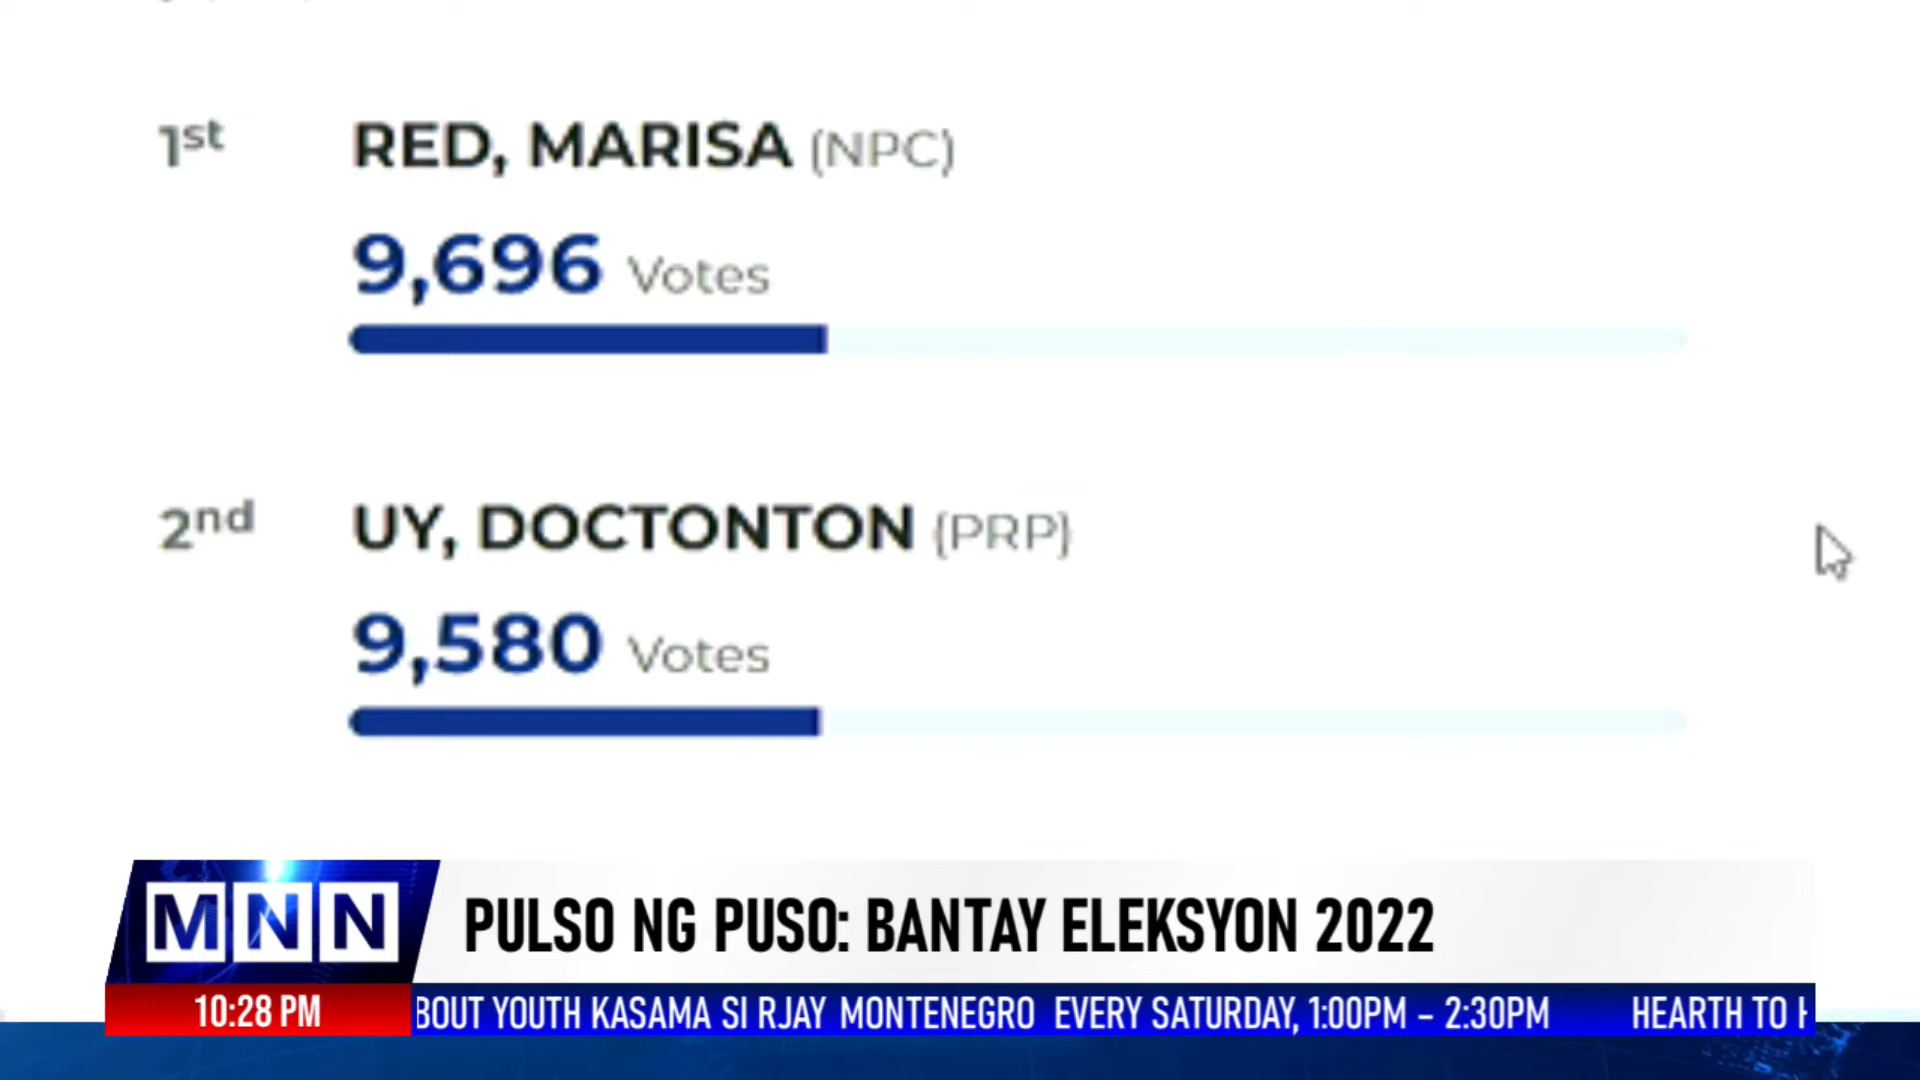 1st RED, MARISA (NPC)
9,696 Votes
2nd UY, DOCTONTON (PRP)
9,580 Votes
MNN
PULSO NG PUSO: BANTAY ELEKSYON 2022
10:28 PM
BOUT YOUTH KASAMA SI RJAY MONTENEGRO EVERY SATURDAY, 1:00PM – 2:30PM HEARTH TO